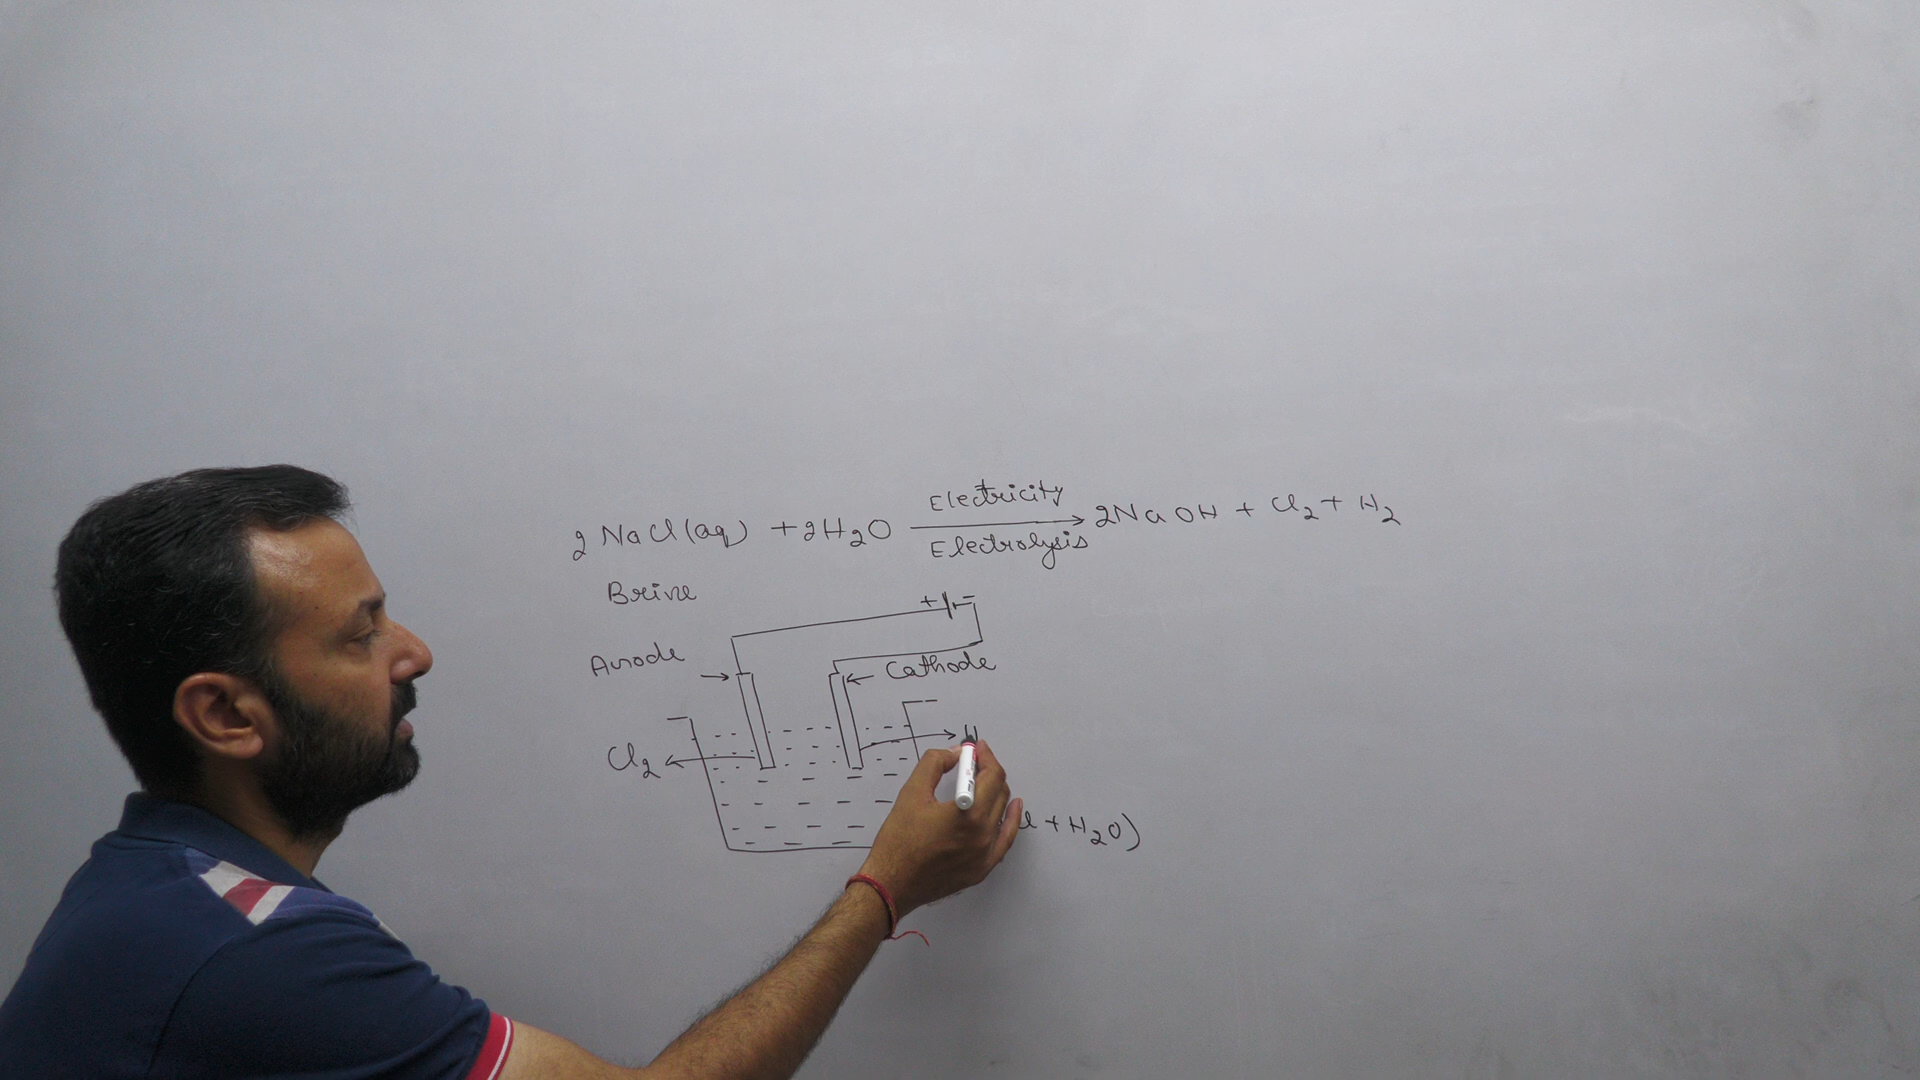 Electricity
2 NaCl(aq) + 2H2O → 2NaOH + Cl2 + H2
Electrolysis
Brine
+ -
Anode →
← Cathode
Cl2 ←
→ H
+ H2O)